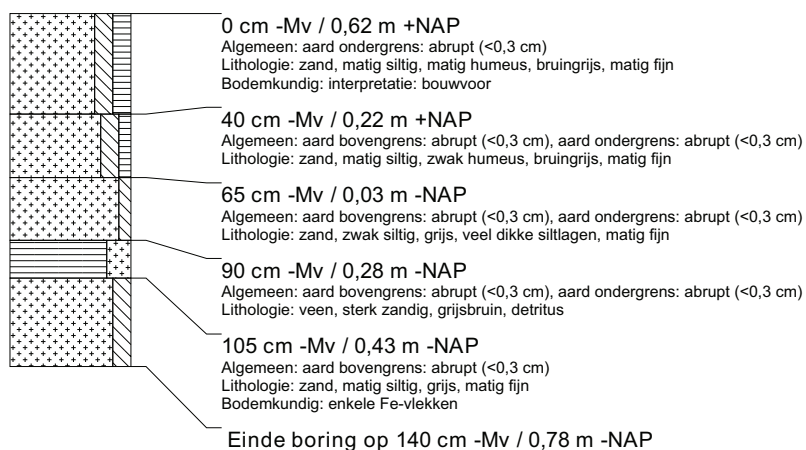 0 cm -Mv / 0,62 m +NAP
Algemeen: aard ondergrens: abrupt (<0,3 cm)
Lithologie: zand, matig siltig, matig humeus, bruingrijs, matig fijn
Bodemkundig: interpretatie: bouwvoor
40 cm -Mv / 0,22 m +NAP
Algemeen: aard bovengrens: abrupt (<0,3 cm), aard ondergrens: abrupt (<0,3 cm)
Lithologie: zand, matig siltig, zwak humeus, bruingrijs, matig fijn
65 cm -Mv / 0,03 m -NAP
Algemeen: aard bovengrens: abrupt (<0,3 cm), aard ondergrens: abrupt (<0,3 cm)
Lithologie: zand, zwak siltig, grijs, veel dikke siltlagen, matig fijn
90 cm -Mv / 0,28 m -NAP
Algemeen: aard bovengrens: abrupt (<0,3 cm), aard ondergrens: abrupt (<0,3 cm)
Lithologie: veen, sterk zandig, grijsbruin, detritus
105 cm -Mv / 0,43 m -NAP
Algemeen: aard bovengrens: abrupt (<0,3 cm)
Lithologie: zand, matig siltig, grijs, matig fijn
Bodemkundig: enkele Fe-vlekken
Einde boring op 140 cm -Mv / 0,78 m -NAP